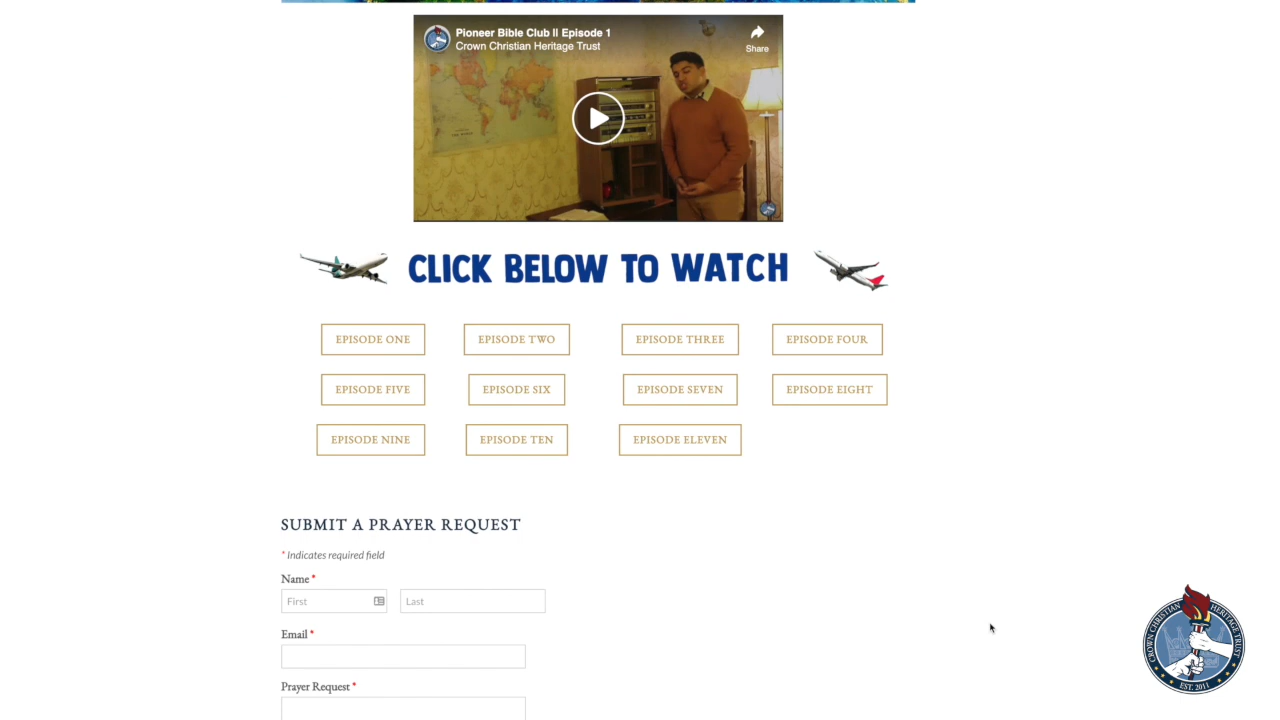 Pioneer Bible Club II Episode 1
Crown Christian Heritage Trust
Share
THE WORLD
CLICK BELOW TO WATCH
EPISODE ONE
EPISODE TWO
EPISODE THREE
EPISODE FOUR
EPISODE FIVE
EPISODE SIX
EPISODE SEVEN
EPISODE EIGHT
EPISODE NINE
EPISODE TEN
EPISODE ELEVEN
SUBMIT A PRAYER REQUEST
* Indicates required field
Name *
First
Last
Email *
Prayer Request *
CROWN CHRISTIAN HERITAGE TRUST
EST. 2011